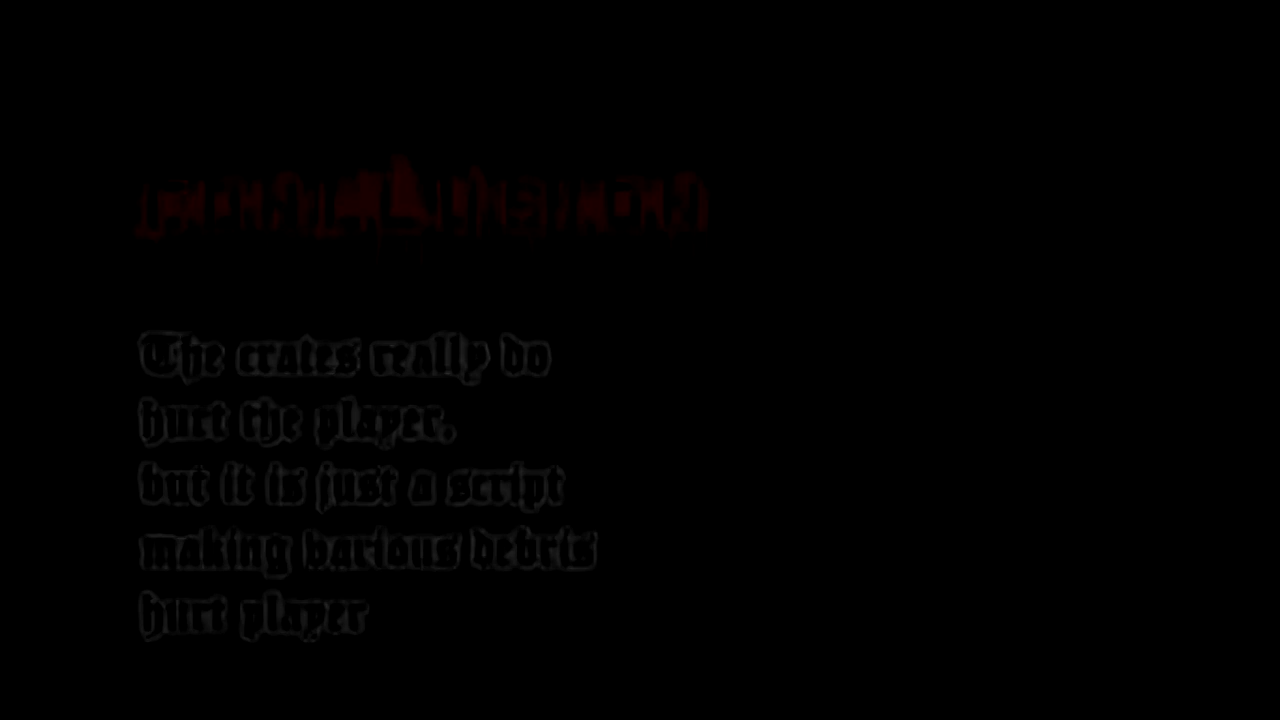 The crates really do
hurt the player,
but it is just a script
making various debris
hurt player